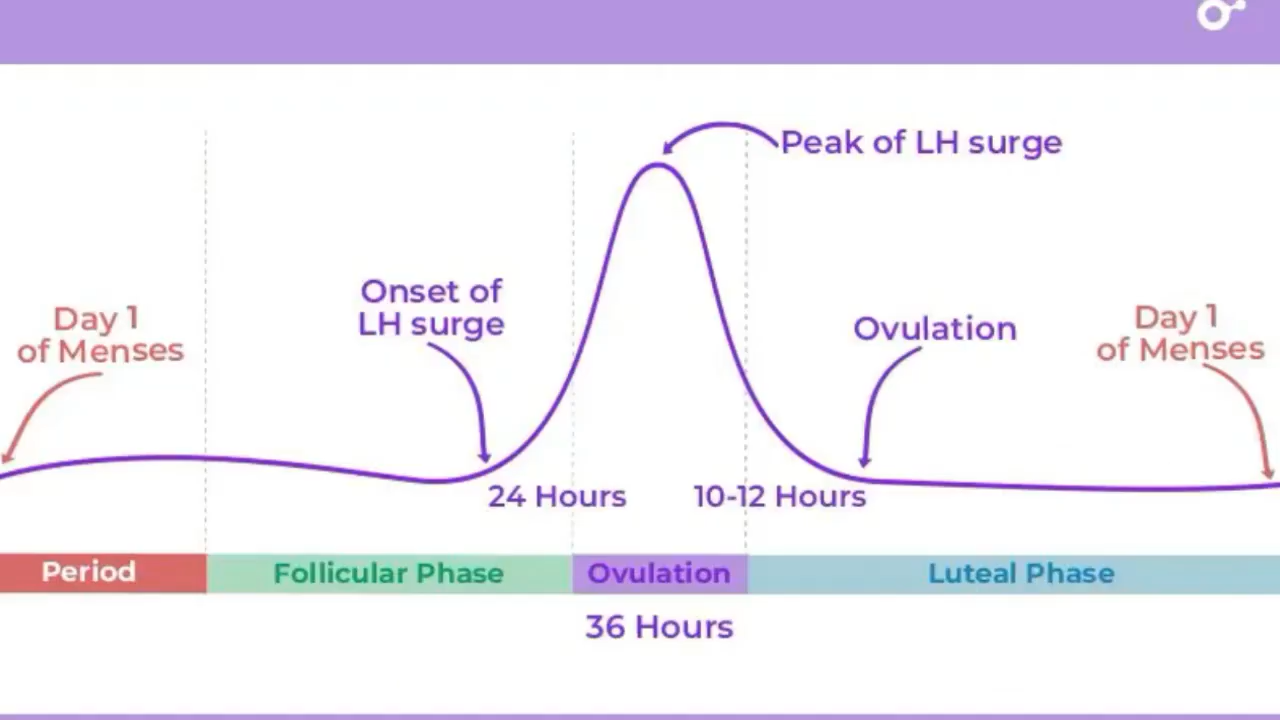 Peak of LH surge
Onset of
LH surge
Day 1
of Menses
Ovulation
Day 1
of Menses
24 Hours
10-12 Hours
Period
Follicular Phase
Ovulation
Luteal Phase
36 Hours